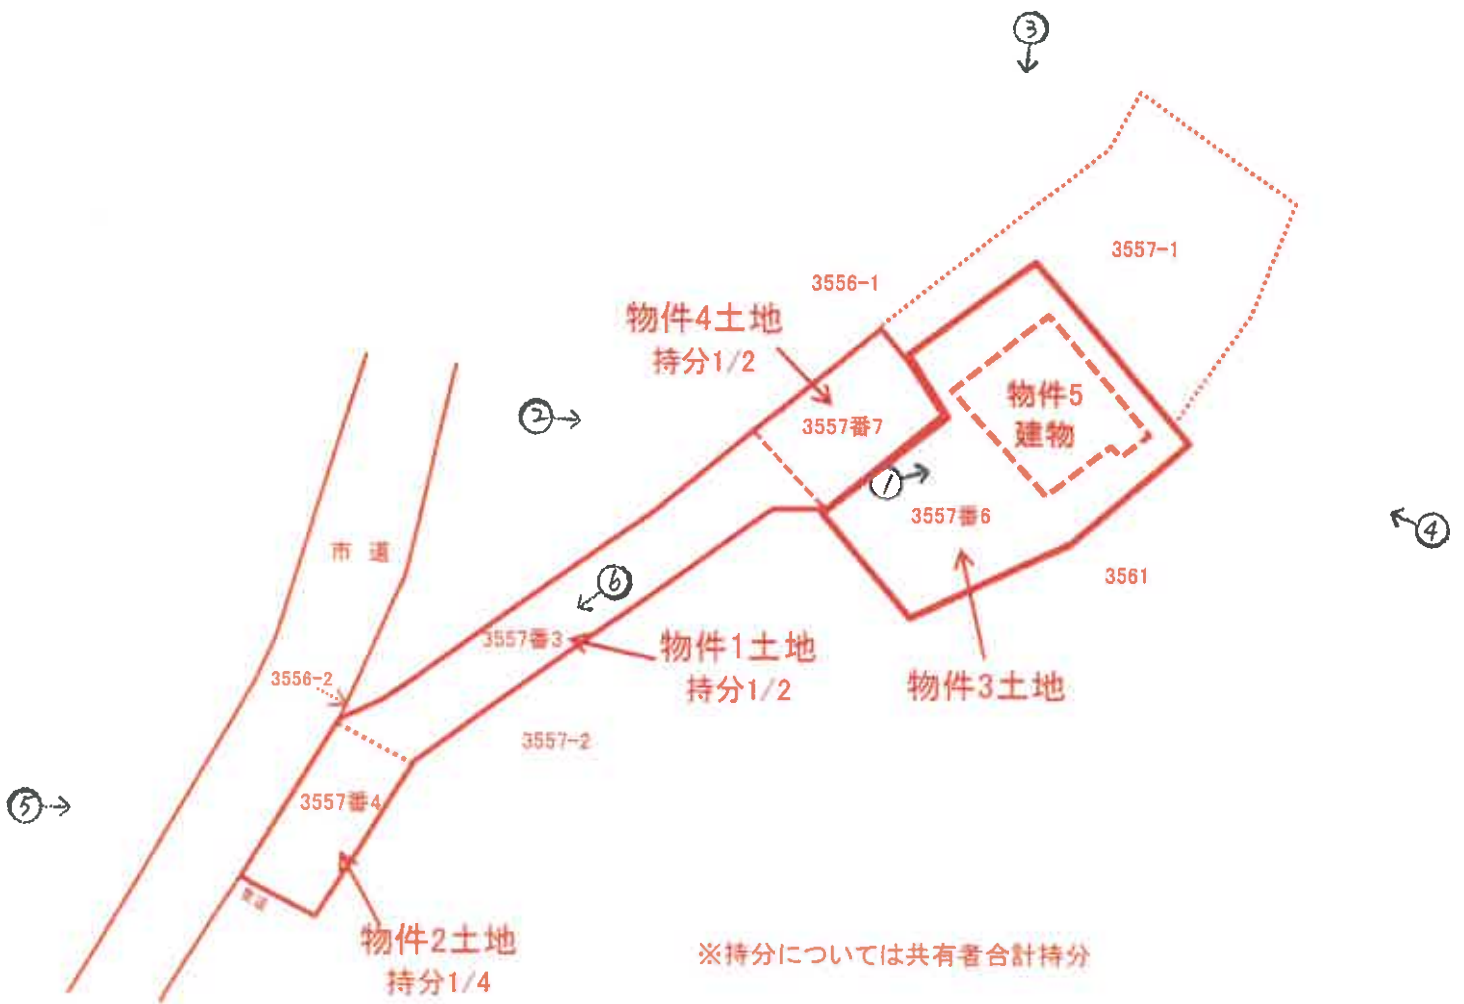 ③
3557-1
3556-1
物件4土地
持分1/2
物件5
建物
②
3557番7
①
3557番6
④
市道
3561
⑥
3557番3
物件1土地
持分1/2
3556-2
物件3土地
3557-2
⑤
3557番4
物件2土地
持分1/4
※持分については共有者合計持分